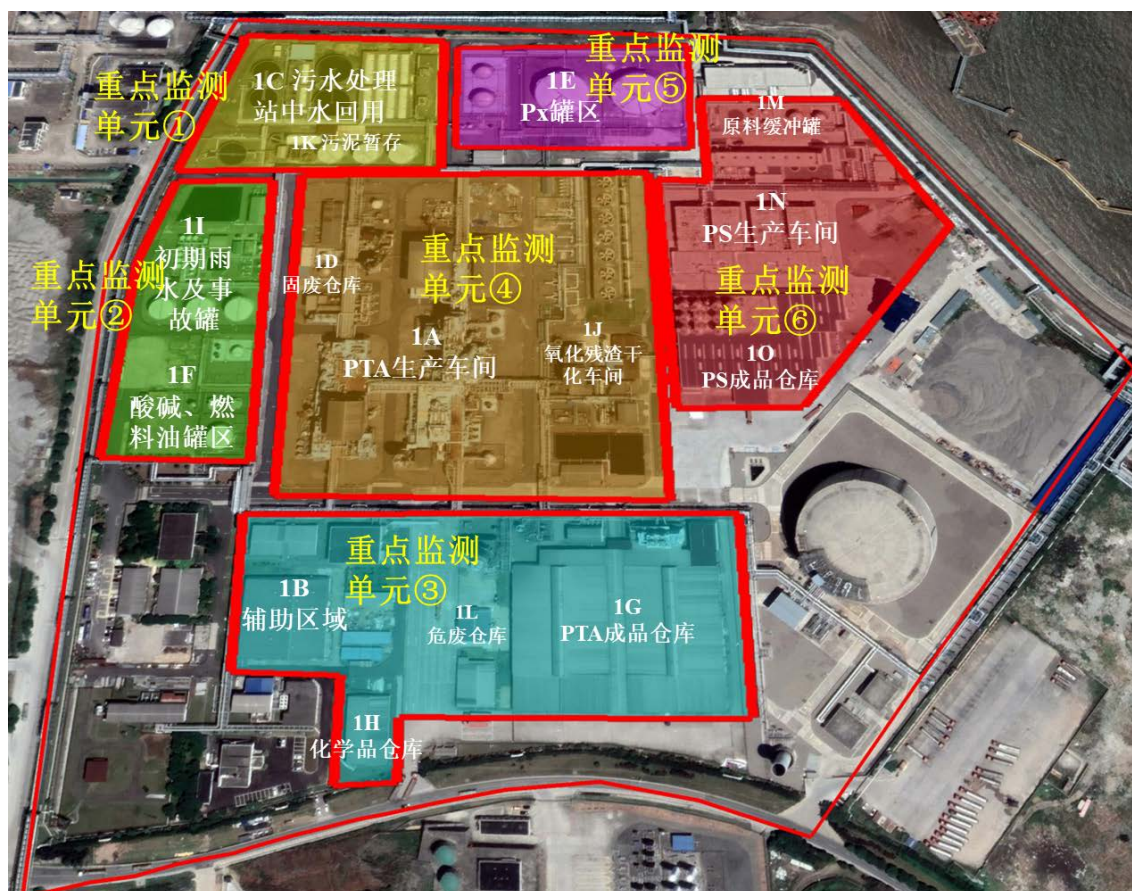 重点监测
单元①
1C 污水处理
站中水回用
1K 污泥暂存
重点监测
单元⑤
1E
Px罐区
1M
原料缓冲罐
1N
PS生产车间
重点监测
单元⑥
1O
PS成品仓库
1I
初期雨
水及事
故罐
重点监测
单元②
1F
酸碱、燃
料油罐区
1D
固废仓库
重点监测
单元④
1A
PTA生产车间
1J
氧化残渣干
化车间
重点监测
单元③
1B
辅助区域
1L
危废仓库
1G
PTA成品仓库
1H
化学品仓库